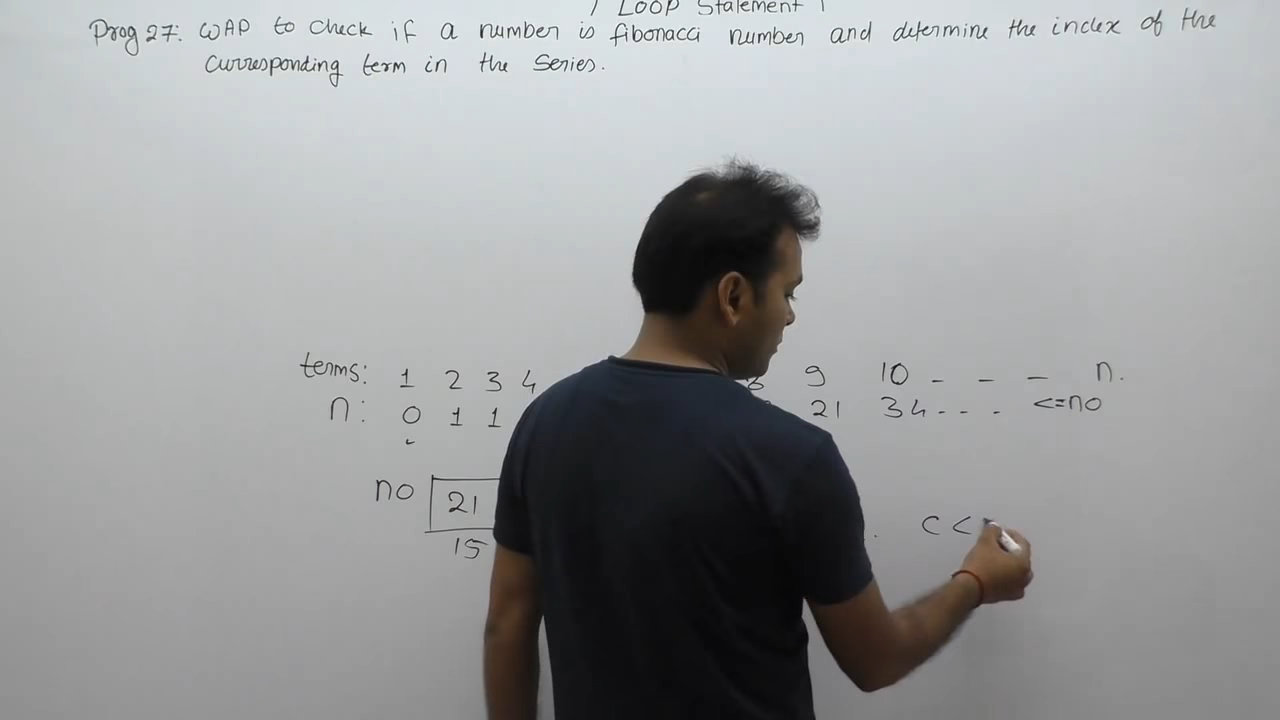 LOOP Statement
Prog 27: WAP to check if a number is fibonacci number and determine the index of the
Curresponding term in the Series.
terms: 1 2 3 4 9 10 - - - n.
n: 0 1 1 21 34 - - . <=no
no 21 C <
15